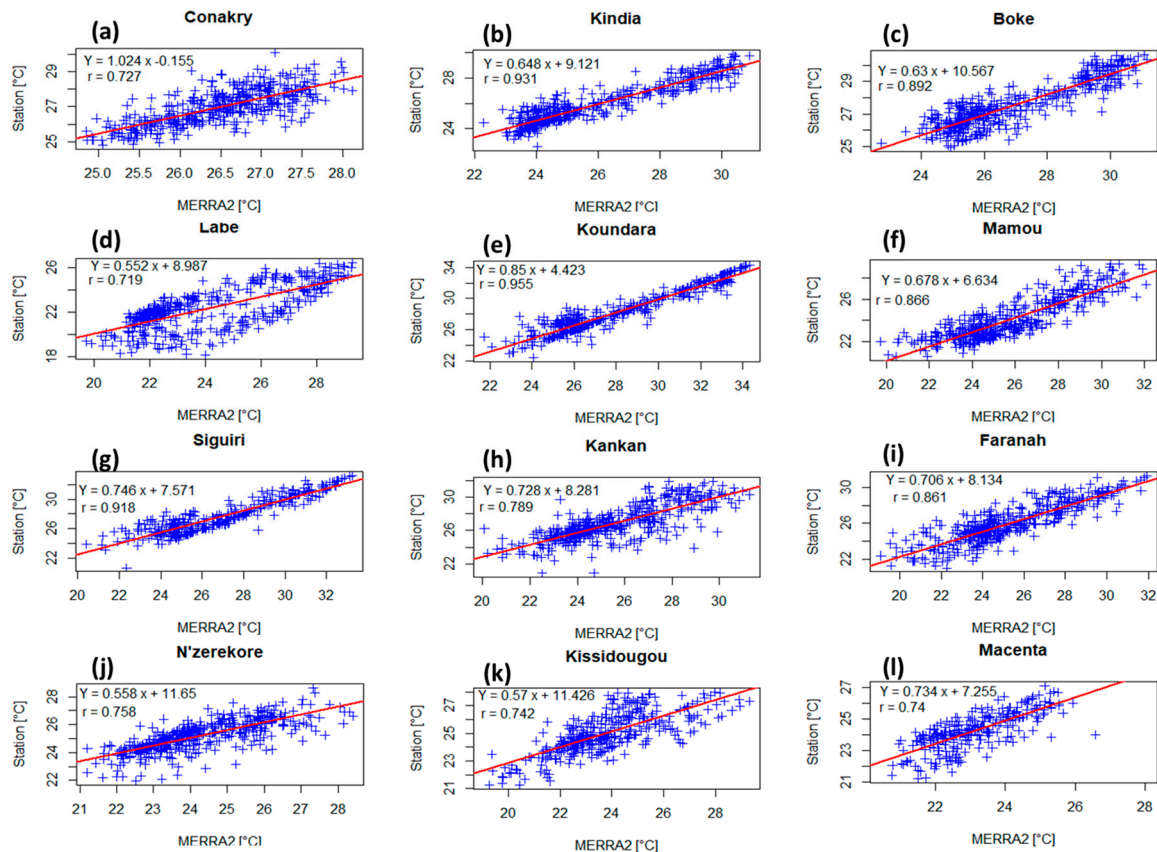 Conakry
(a)
Y = 1.024 x -0.155
r = 0.727
Station [°C]
25 27 29
25.0 25.5 26.0 26.5 27.0 27.5 28.0
MERRA2 [°C]
Kindia
(b)
Y = 0.648 x + 9.121
r = 0.931
Station [°C]
24 28
22 24 26 28 30
MERRA2 [°C]
Boke
(c)
Y = 0.63 x + 10.567
r = 0.892
Station [°C]
25 27 29
24 26 28 30
MERRA2 [°C]
Labe
(d)
Y = 0.552 x + 8.987
r = 0.719
Station [°C]
18 22 26
20 22 24 26 28
MERRA2 [°C]
Koundara
(e)
Y = 0.85 x + 4.423
r = 0.955
Station [°C]
22 26 30 34
22 24 26 28 30 32 34
MERRA2 [°C]
Mamou
(f)
Y = 0.678 x + 6.634
r = 0.866
Station [°C]
22 26
20 22 24 26 28 30 32
MERRA2 [°C]
Siguiri
(g)
Y = 0.746 x + 7.571
r = 0.918
Station [°C]
22 26 30
20 22 24 26 28 30 32
MERRA2 [°C]
Kankan
(h)
Y = 0.728 x + 8.281
r = 0.789
Station [°C]
22 26 30
20 22 24 26 28 30
MERRA2 [°C]
Faranah
(i)
Y = 0.706 x + 8.134
r = 0.861
Station [°C]
22 26 30
20 22 24 26 28 30 32
MERRA2 [°C]
N'zerekore
(j)
Y = 0.558 x + 11.65
r = 0.758
Station [°C]
22 24 26 28
21 22 23 24 25 26 27 28
MERRA2 [°C]
Kissidougou
(k)
Y = 0.57 x + 11.426
r = 0.742
Station [°C]
21 23 25 27
20 22 24 26 28
MERRA2 [°C]
Macenta
(l)
Y = 0.734 x + 7.255
r = 0.74
Station [°C]
21 23 25 27
22 24 26 28
MERRA2 [°C]